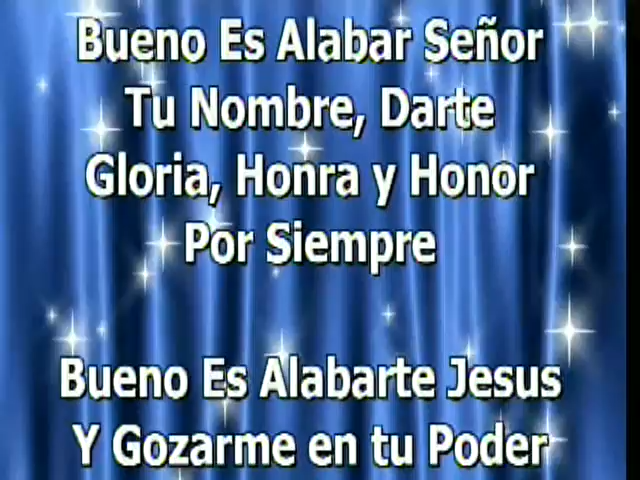 Bueno Es Alabar Señor
Tu Nombre, Darte
Gloria, Honra y Honor
Por Siempre
Bueno Es Alabarte Jesus
Y Gozarme en tu Poder